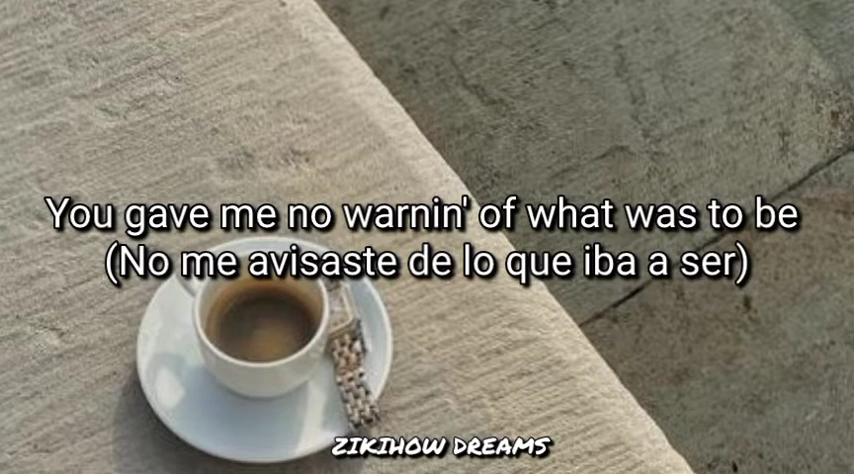 You gave me no warnin' of what was to be
(No me avisaste de lo que iba a ser)
ZIKIHOW DREAMS